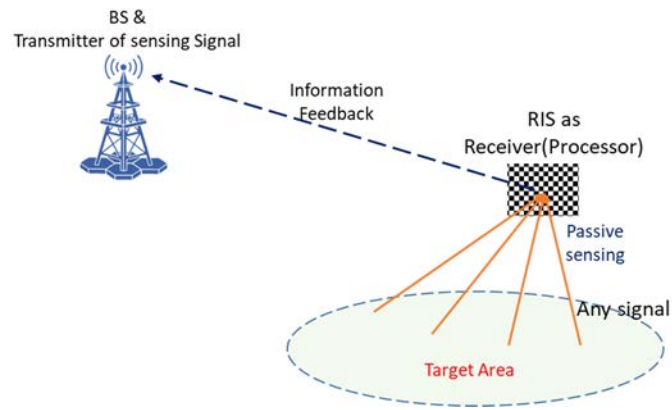 BS &
Transmitter of sensing Signal
Information
Feedback
RIS as
Receiver(Processor)
Passive
sensing
Any signal
Target Area